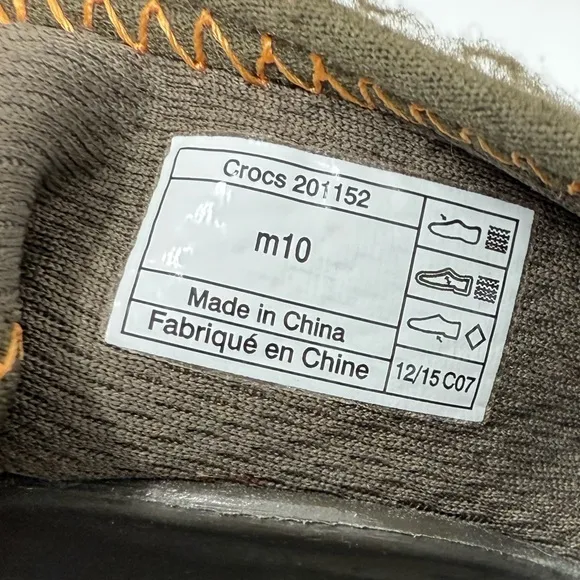 Crocs 201152
m10
Made in China
Fabriqué en Chine
12/15 C07